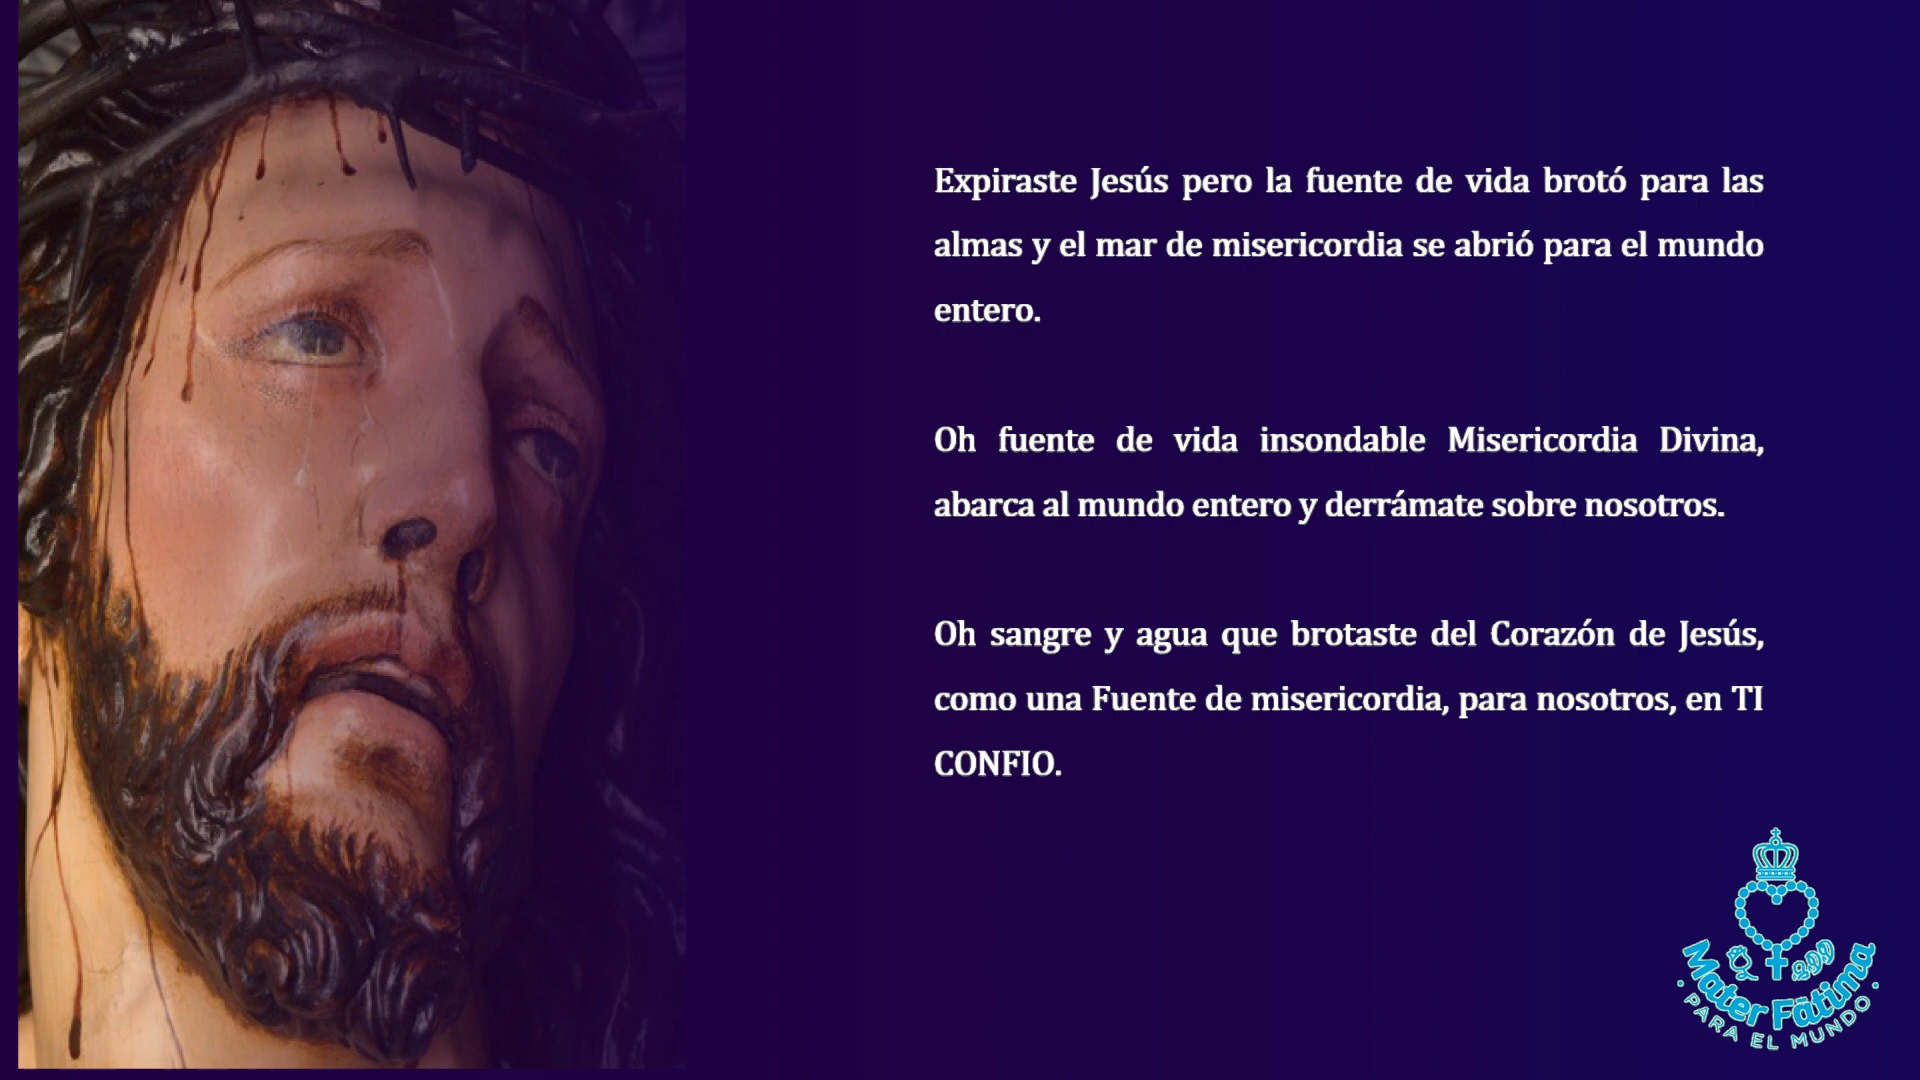 Expiraste Jesús pero la fuente de vida brotó para las
almas y el mar de misericordia se abrió para el mundo
entero.
Oh fuente de vida insondable Misericordia Divina,
abarca al mundo entero y derrámate sobre nosotros.
Oh sangre y agua que brotaste del Corazón de Jesús,
como una Fuente de misericordia, para nosotros, en TI
CONFIO.
Mater Fātima
PARA EL MUNDO